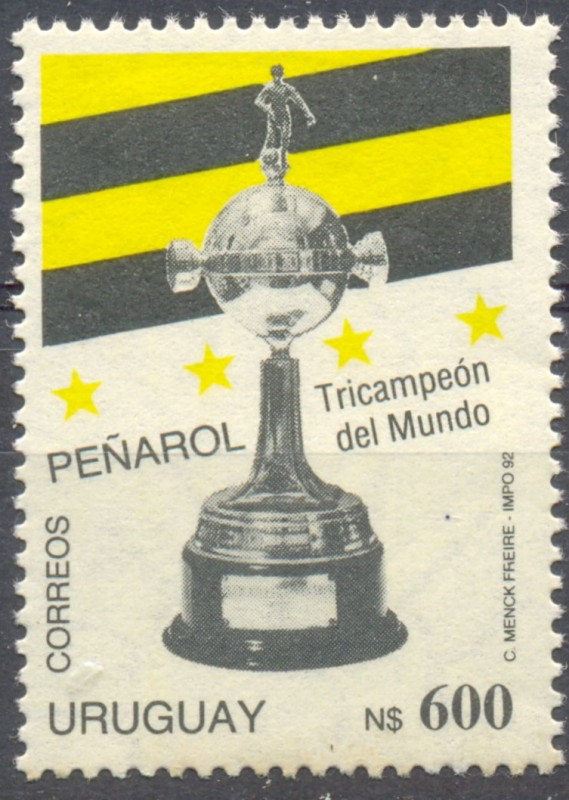 PEÑAROL
Tricampeón
del Mundo
CORREOS
C. MENCK FREIRE - IMPO 92
URUGUAY
N$ 600